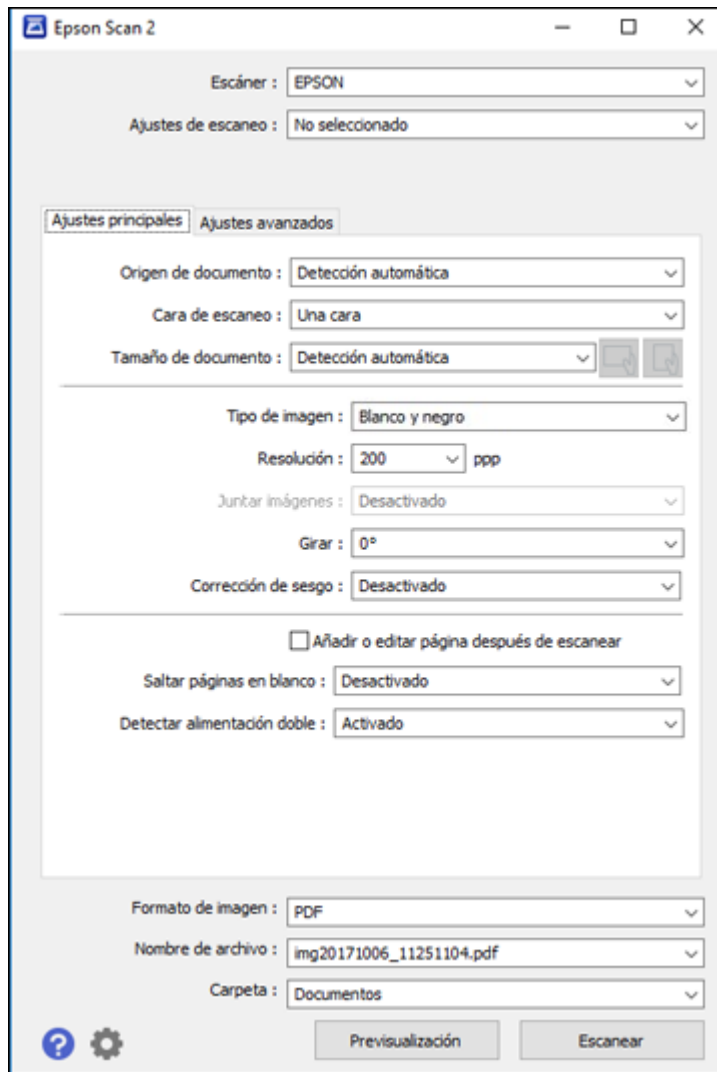 Epson Scan 2
Escáner : EPSON
Ajustes de escaneo : No seleccionado
Ajustes principales Ajustes avanzados
Origen de documento : Detección automática
Cara de escaneo : Una cara
Tamaño de documento : Detección automática
Tipo de imagen : Blanco y negro
Resolución : 200 ppp
Juntar imágenes : Desactivado
Girar : 0°
Corrección de sesgo : Desactivado
Añadir o editar página después de escanear
Saltar páginas en blanco : Desactivado
Detectar alimentación doble : Activado
Formato de imagen : PDF
Nombre de archivo : img20171006_11251104.pdf
Carpeta : Documentos
? Previsualización Escanear